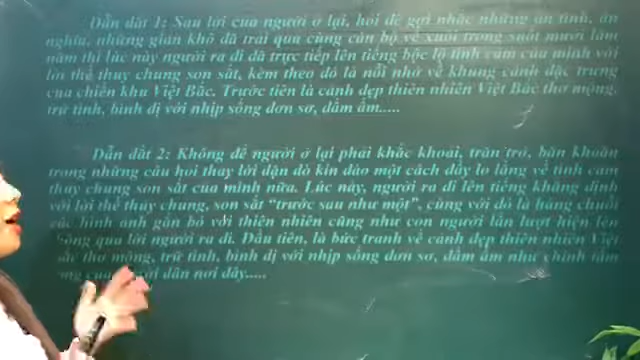 Dẫn dắt 1: Sau lời của người ở lại, hỏi để gợi nhắc những ân tình, ân
nghĩa, những gian khổ đã trải qua cùng cán bộ về xuôi trong suốt mười lăm
năm thì lúc này người ra đi đã trực tiếp lên tiếng bộc lộ tình cảm của mình với
lời thề thủy chung son sắt, kèm theo đó là nỗi nhớ về khung cảnh đặc trưng
của chiến khu Việt Bắc. Trước tiên là cảnh đẹp thiên nhiên Việt Bắc thơ mộng,
trữ tình, bình dị với nhịp sống đơn sơ, đầm ấm.....
Dẫn dắt 2: Không để người ở lại phải khắc khoải, trăn trở, băn khoăn
trong những câu hỏi thay lời dặn dò kín đáo một cách đầy lo lắng về tình cảm
thủy chung son sắt của mình nữa. Lúc này, người ra đi lên tiếng khẳng định
với lời thề thủy chung, son sắt "trước sau như một", cùng với đó là hàng chuỗi
các hình ảnh gắn bó với thiên nhiên cũng như con người lần lượt hiện lên
sống qua lời người ra đi. Đầu tiên, là bức tranh về cảnh đẹp thiên nhiên Việt
Bắc thơ mộng, trữ tình, bình dị với nhịp sống đơn sơ, đầm ấm như chính tấm
của người dân nơi đây.....